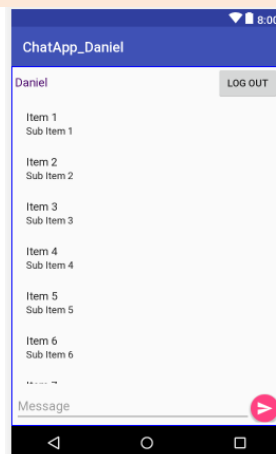 8:00
ChatApp_Daniel
Daniel LOG OUT
Item 1
Sub Item 1
Item 2
Sub Item 2
Item 3
Sub Item 3
Item 4
Sub Item 4
Item 5
Sub Item 5
Item 6
Sub Item 6
Message